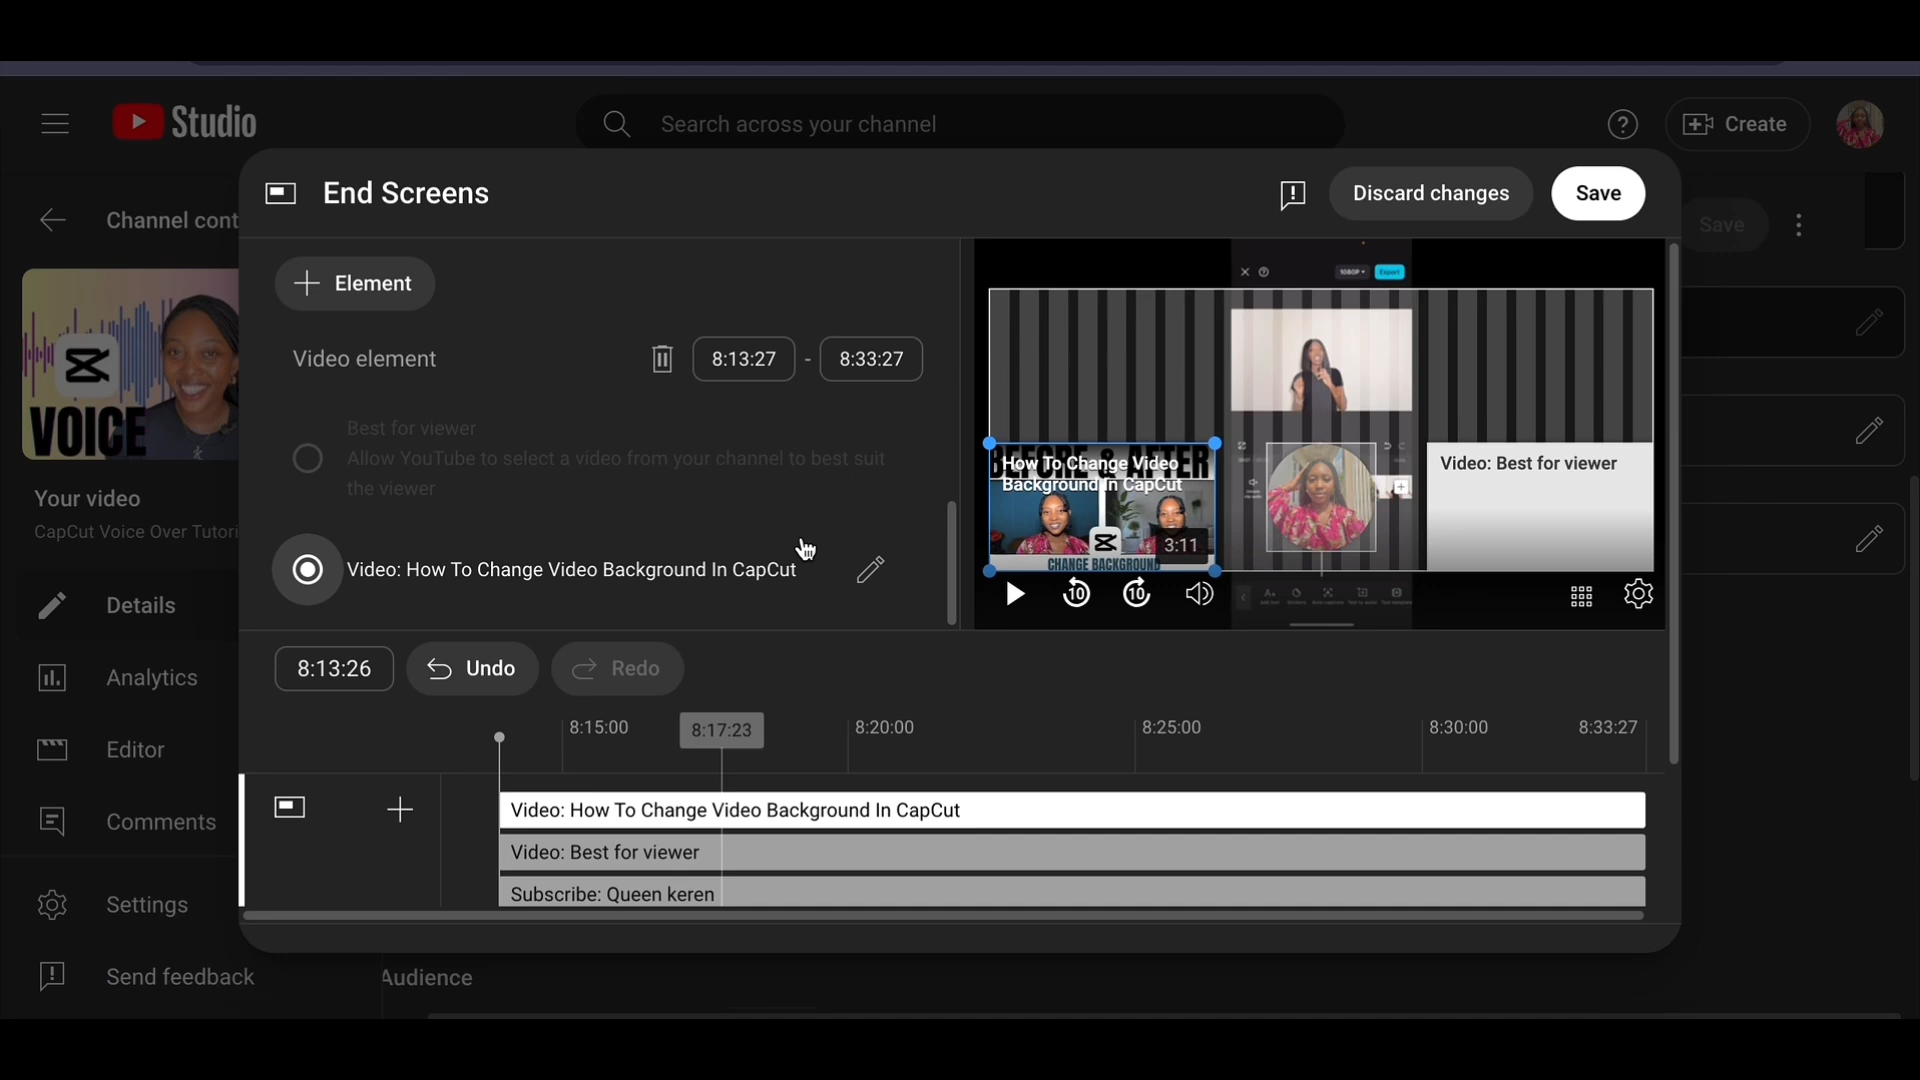 Studio
Search across your channel
?
Create
End Screens
Discard changes
Save
Channel cont
Save
Element
Video element
8:13:27 - 8:33:27
Best for viewer
Allow YouTube to select a video from your channel to best suit
the viewer
Video: How To Change Video Background In CapCut
VOICE
Your video
CapCut Voice Over Tutori
Details
Analytics
Editor
Comments
Settings
Send feedback
1080P
Export
BEFORE & AFTER
How To Change Video
Background In CapCut
3:11
CHANGE BACKGROUND
Video: Best for viewer
10
10
8:13:26
Undo
Redo
8:15:00
8:17:23
8:20:00
8:25:00
8:30:00
8:33:27
Video: How To Change Video Background In CapCut
Video: Best for viewer
Subscribe: Queen keren
Audience